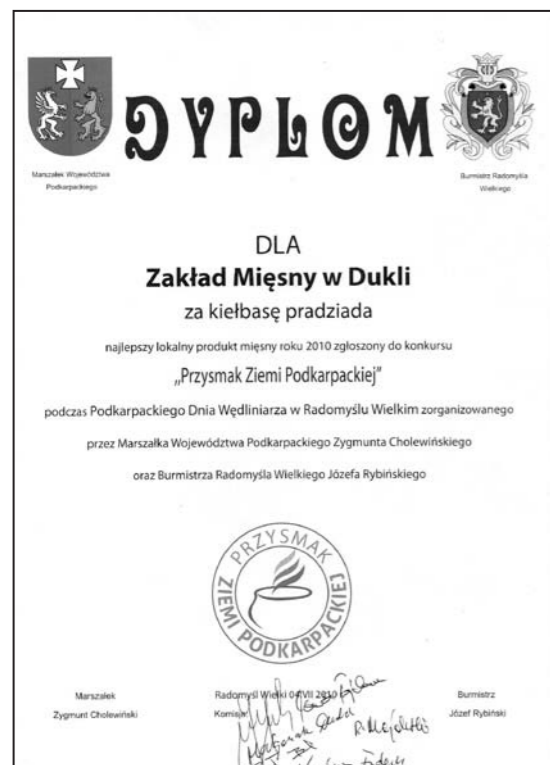 DYPLOM
Marszałek Województwa
Podkarpackiego
Burmistrz Radomyśla
Wielkiego
DLA
Zakład Mięsny w Dukli
za kiełbasę pradziada
najlepszy lokalny produkt mięsny roku 2010 zgłoszony do konkursu
„Przysmak Ziemi Podkarpackiej"
podczas Podkarpackiego Dnia Wędliniarza w Radomyślu Wielkim zorganizowanego
przez Marszałka Województwa Podkarpackiego Zygmunta Cholewińskiego
oraz Burmistrza Radomyśla Wielkiego Józefa Rybińskiego
PRZYSMAK
ZIEMI PODKARPACKIEJ
Marszałek
Zygmunt Cholewiński
Radomyśl Wielki 04 VII 2010
Komisja:
Burmistrz
Józef Rybiński